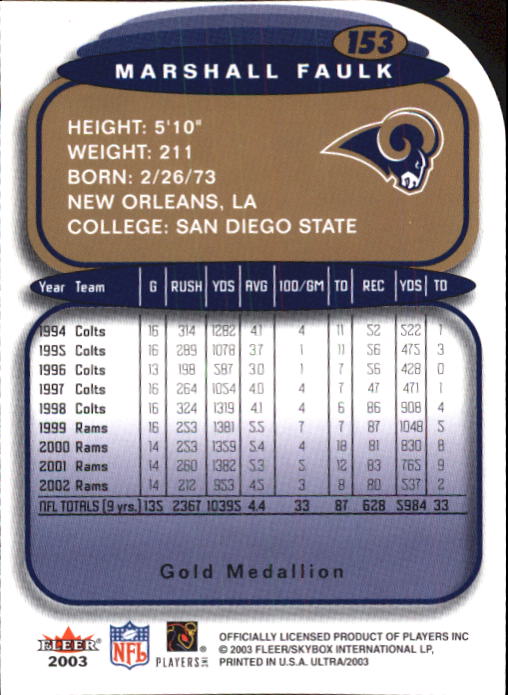 153
MARSHALL FAULK
HEIGHT: 5'10"
WEIGHT: 211
BORN: 2/26/73
NEW ORLEANS, LA
COLLEGE: SAN DIEGO STATE
Year Team G RUSH YDS AVG 100/GM TD REC YDS TD
1994 Colts 16 314 1282 4.1 4 11 52 522 1
1995 Colts 16 289 1078 3.7 1 11 56 475 3
1996 Colts 13 198 587 3.0 1 7 56 428 0
1997 Colts 16 264 1054 4.0 4 7 47 471 1
1998 Colts 16 324 1319 4.1 4 6 86 908 4
1999 Rams 16 253 1381 5.5 7 7 87 1048 5
2000 Rams 14 253 1359 5.4 4 18 81 830 8
2001 Rams 14 260 1382 5.3 5 12 83 765 9
2002 Rams 14 212 953 4.5 3 8 80 537 2
NFL TOTALS (9 yrs.) 135 2367 10395 4.4 33 87 628 5984 33
Gold Medallion
FLEER
2003
NFL
PLAYERS INC
OFFICIALLY LICENSED PRODUCT OF PLAYERS INC
© 2003 FLEER/SKYBOX INTERNATIONAL LP,
PRINTED IN U.S.A. ULTRA/2003